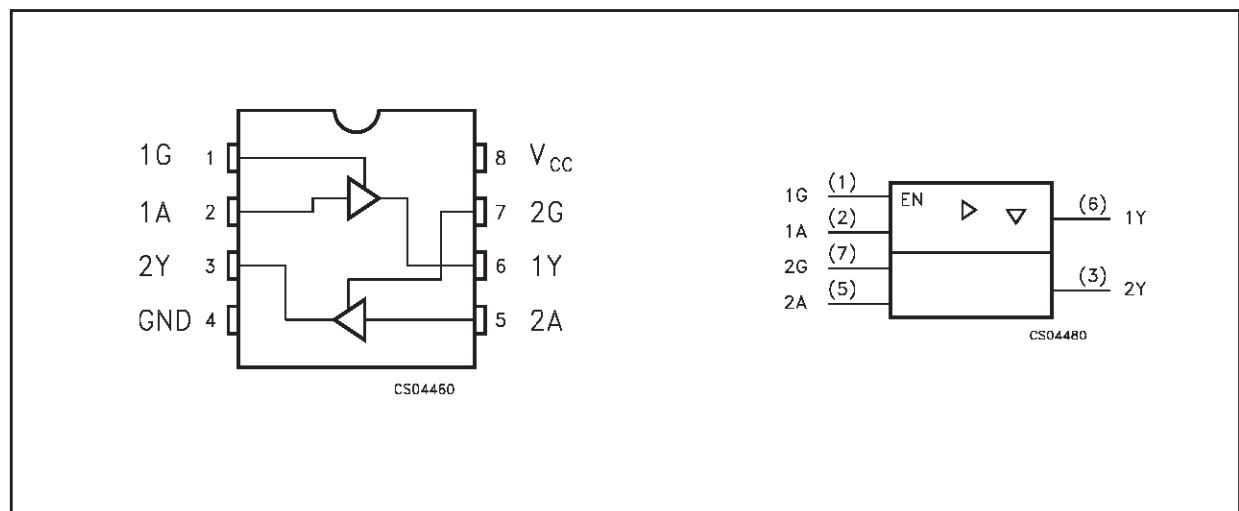 1G 1 8 VCC
1A 2 7 2G
2Y 3 6 1Y
GND 4 5 2A
CS04460
1G (1) EN (6) 1Y
1A (2)
2G (7) (3) 2Y
2A (5)
CS04480